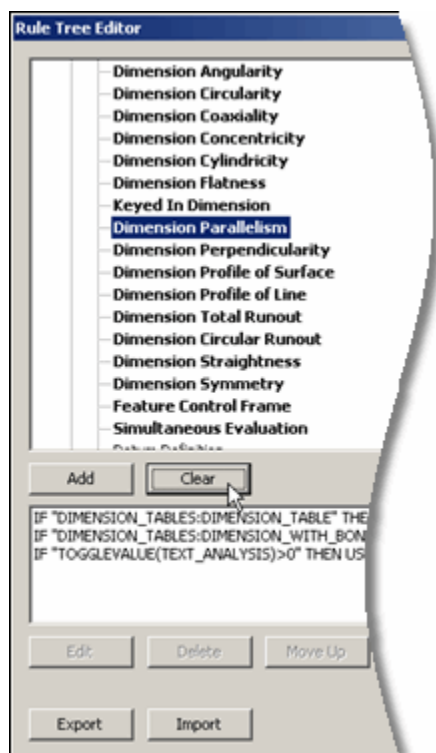 Rule Tree Editor
Dimension Angularity
Dimension Circularity
Dimension Coaxiality
Dimension Concentricity
Dimension Cylindricity
Dimension Flatness
Keyed In Dimension
Dimension Parallelism
Dimension Perpendicularity
Dimension Profile of Surface
Dimension Profile of Line
Dimension Total Runout
Dimension Circular Runout
Dimension Straightness
Dimension Symmetry
Feature Control Frame
Simultaneous Evaluation
Datum Definition
Add Clear
IF "DIMENSION_TABLES:DIMENSION_TABLE" THE
IF "DIMENSION_TABLES:DIMENSION_WITH_BON
IF "TOGGLEVALUE(TEXT_ANALYSIS)>0" THEN US
Edit Delete Move Up
Export Import